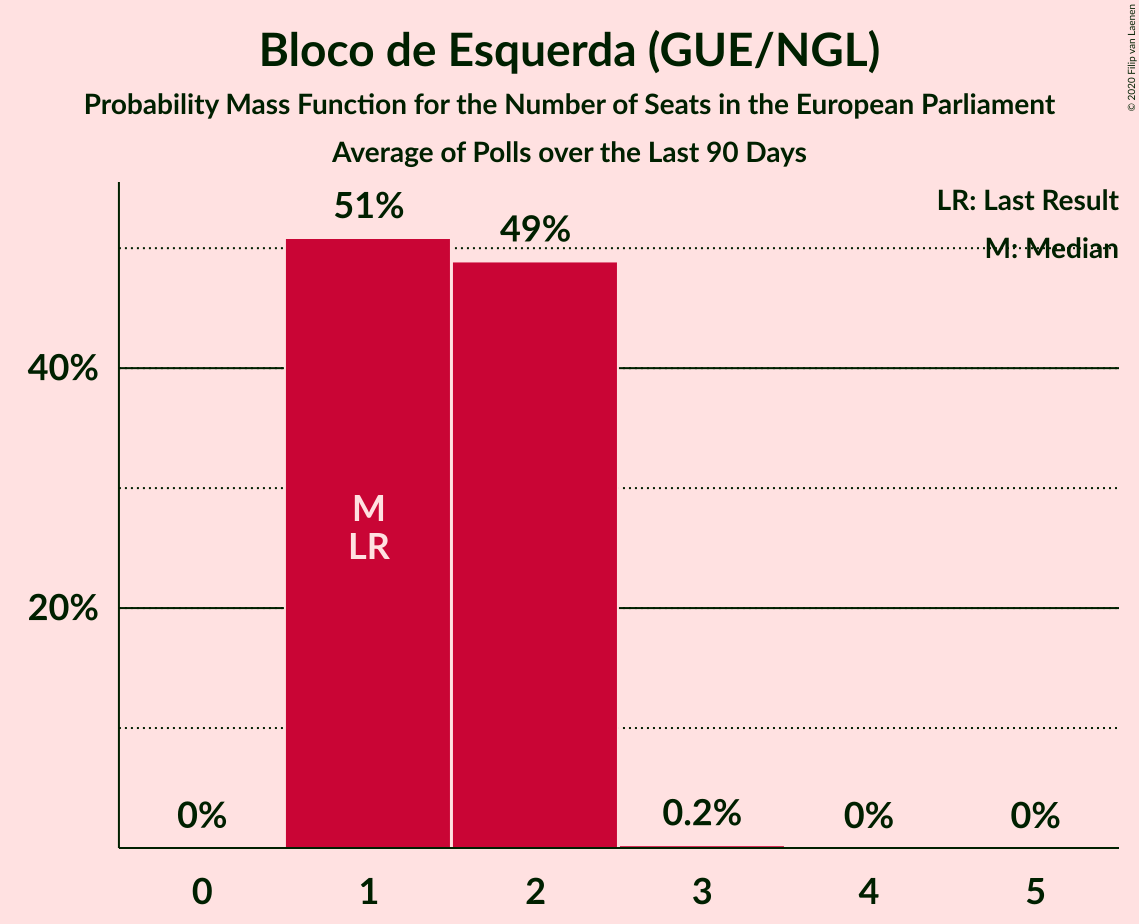 Bloco de Esquerda (GUE/NGL)
Probability Mass Function for the Number of Seats in the European Parliament
Average of Polls over the Last 90 Days
© 2020 Filip van Laenen
LR: Last Result
M: Median
51%
49%
40%
20%
M
LR
0%
0.2%
0%
0%
0 1 2 3 4 5